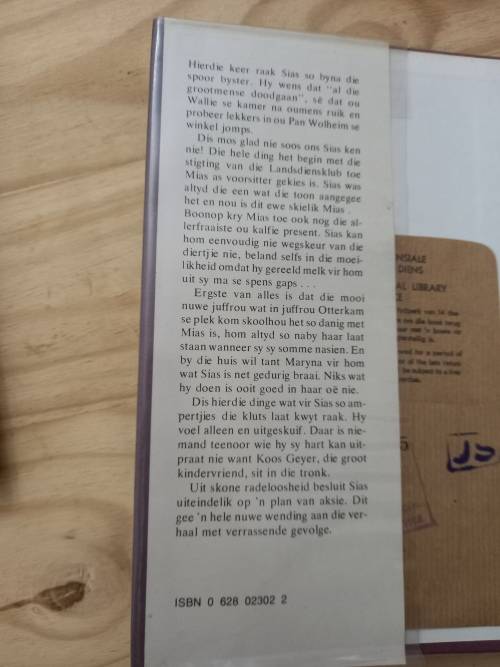 Hierdie keer raak Sias so byna die
spoor byster. Hy wens dat "al die
grootmense doodgaan", sê dat ou
Wallie se kamer na oumens ruik en
probeer lekkers in ou Pan Wolheim se
winkel jomps.
Dis mos glad nie soos ons Sias ken
nie! Die hele ding het begin met die
stigting van die Landsdiensklub toe
Mias as voorsitter gekies is. Sias was
altyd die een wat die toon aangegee
het en nou is dit ewe skielik Mias.
Boonop kry Mias toe ook nog die al-
lerfraaiste ou kalfie present. Sias kan
hom eenvoudig nie wegskeur van die
diertjie nie, beland selfs in die moei-
likheid omdat hy gereeld melk vir hom
uit sy ma se spens gaps . . .
Ergste van alles is dat die mooi
nuwe juffrou wat in juffrou Otterkam
se plek kom skoolhou het so danig met
Mias is, hom altyd so naby haar laat
staan wanneer sy sy somme nasien. En
by die huis wil tant Maryna vir hom
wat Sias is net gedurig braai. Niks wat
hy doen is ooit goed in haar oë nie.
Dis hierdie dinge wat vir Sias so am-
pertjies die kluts laat kwyt raak. Hy
voel alleen en uitgeskuif. Daar is nie-
mand teenoor wie hy sy hart kan uit-
praat nie want Koos Geyer, die groot
kindervriend, sit in die tronk.
Uit skone radeloosheid besluit Sias
uiteindelik op 'n plan van aksie. Dit
gee 'n hele nuwe wending aan die ver-
haal met verrassende gevolge.
ISBN 0 628 02302 2
DIENS
LIBRARY
5
JS